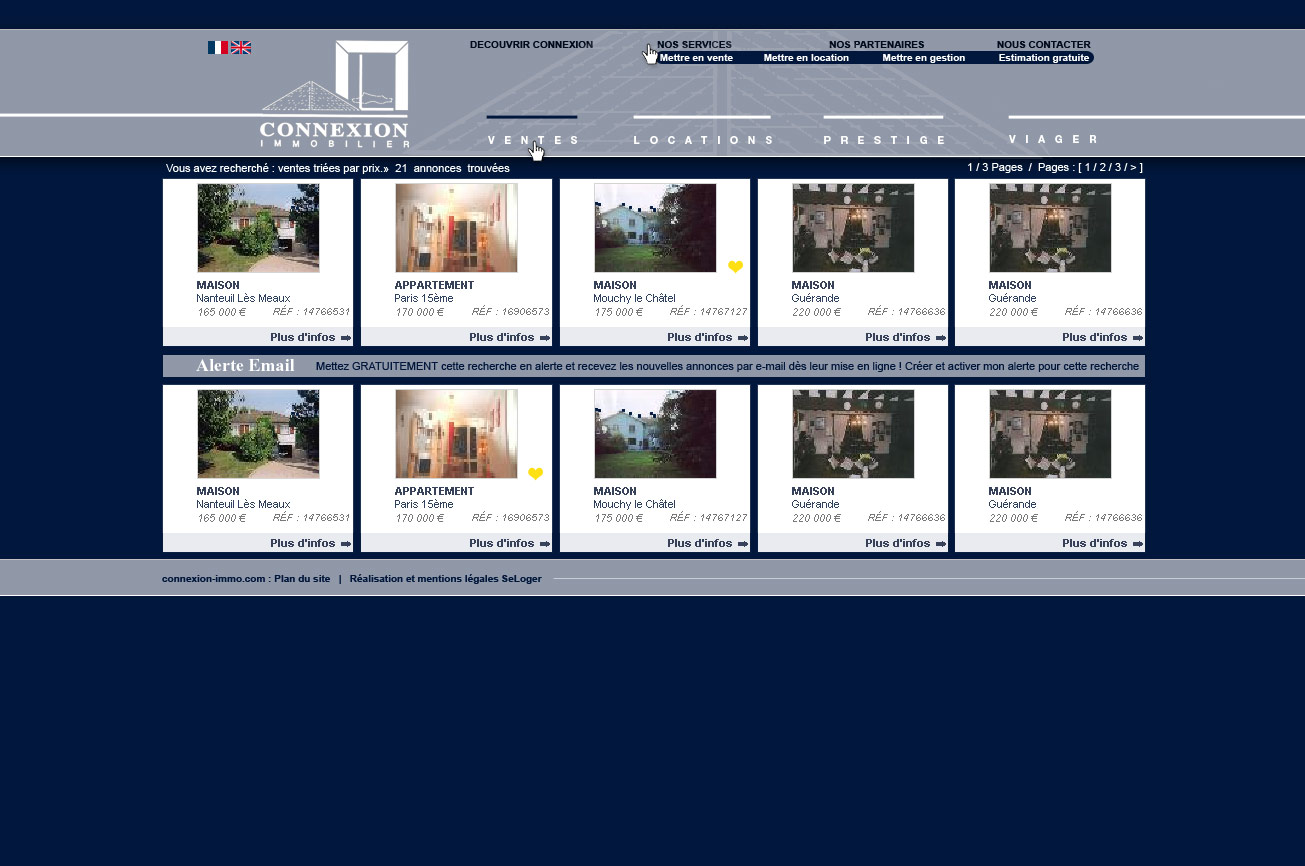 DECOUVRIR CONNEXION NOS SERVICES NOS PARTENAIRES NOUS CONTACTER
Mettre en vente Mettre en location Mettre en gestion Estimation gratuite
CONNEXION
IMMOBILIER
VENTES LOCATIONS PRESTIGE VIAGER
Vous avez recherché : ventes triées par prix.» 21 annonces trouvées 1 / 3 Pages / Pages : [ 1 / 2 / 3 / > ]
MAISON APPARTEMENT MAISON MAISON MAISON
Nanteuil Lès Meaux Paris 15ème Mouchy le Châtel Guérande Guérande
165 000 € RÉF : 14766531 170 000 € RÉF : 16906573 175 000 € RÉF : 14767127 220 000 € RÉF : 14766636 220 000 € RÉF : 14766636
Plus d'infos Plus d'infos Plus d'infos Plus d'infos Plus d'infos
Alerte Email Mettez GRATUITEMENT cette recherche en alerte et recevez les nouvelles annonces par e-mail dès leur mise en ligne ! Créer et activer mon alerte pour cette recherche
MAISON APPARTEMENT MAISON MAISON MAISON
Nanteuil Lès Meaux Paris 15ème Mouchy le Châtel Guérande Guérande
165 000 € RÉF : 14766531 170 000 € RÉF : 16906573 175 000 € RÉF : 14767127 220 000 € RÉF : 14766636 220 000 € RÉF : 14766636
Plus d'infos Plus d'infos Plus d'infos Plus d'infos Plus d'infos
connexion-immo.com : Plan du site | Réalisation et mentions légales SeLoger